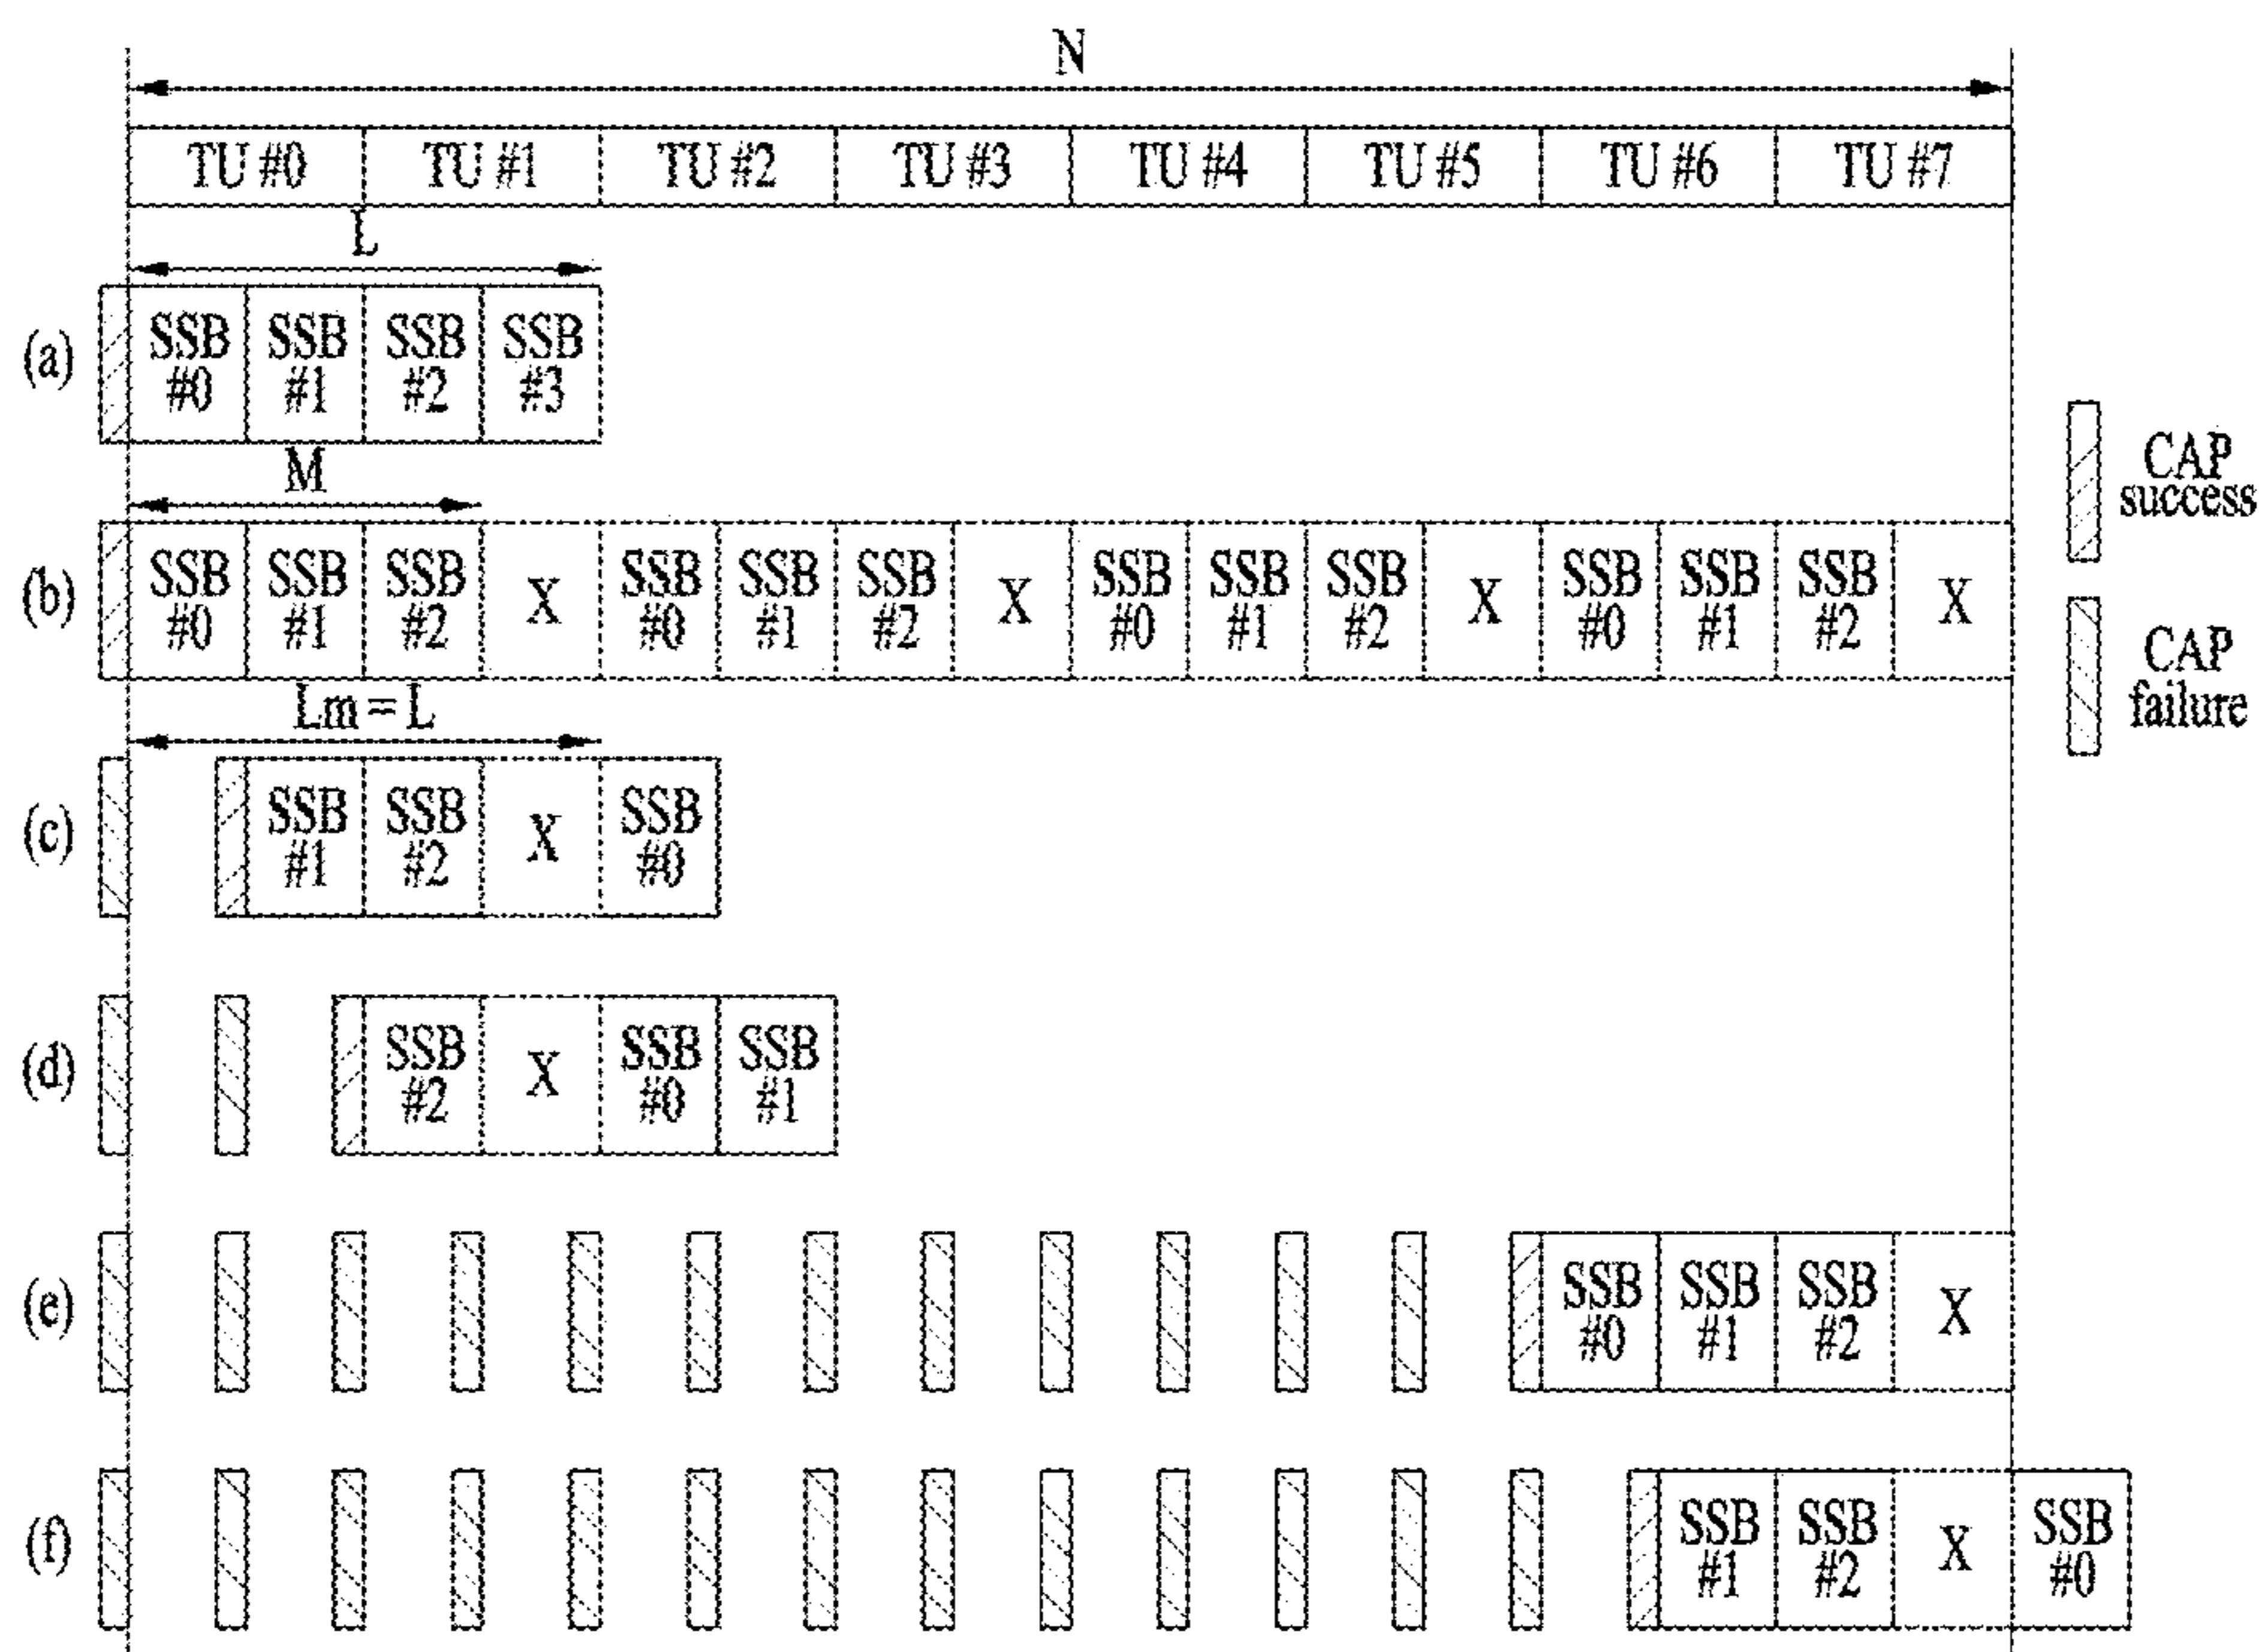 N
TU #0 TU #1 TU #2 TU #3 TU #4 TU #5 TU #6 TU #7
L
(a) SSB #0 SSB #1 SSB #2 SSB #3
CAP success
M
(b) SSB #0 SSB #1 SSB #2 X SSB #0 SSB #1 SSB #2 X SSB #0 SSB #1 SSB #2 X SSB #0 SSB #1 SSB #2 X
CAP failure
Lm = L
(c) SSB #1 SSB #2 X SSB #0
(d) SSB #2 X SSB #0 SSB #1
(e) SSB #0 SSB #1 SSB #2 X
(f) SSB #1 SSB #2 X SSB #0